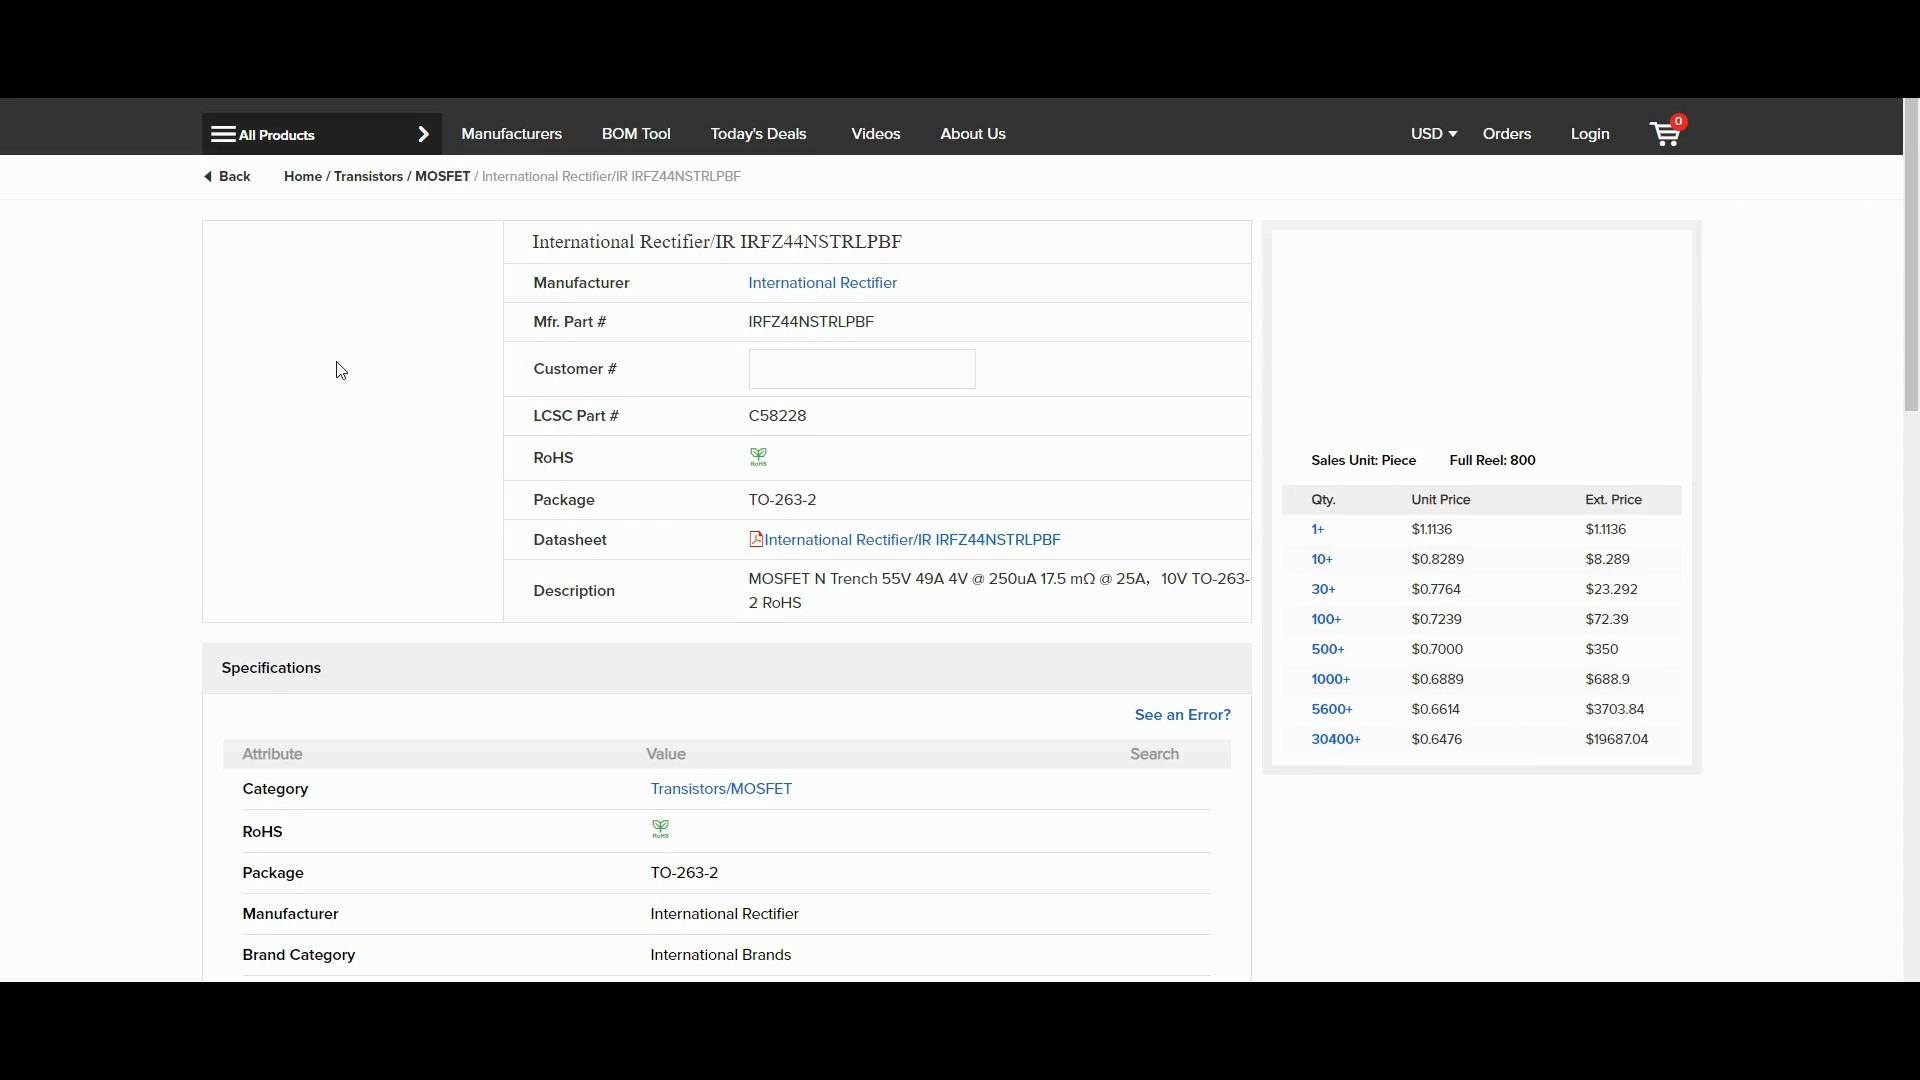 All Products
Manufacturers
BOM Tool
Today's Deals
Videos
About Us
USD
Orders
Login
0
Back
Home / Transistors / MOSFET / International Rectifier/IR IRFZ44NSTRLPBF
International Rectifier/IR IRFZ44NSTRLPBF
Manufacturer International Rectifier
Mfr. Part # IRFZ44NSTRLPBF
Customer #
LCSC Part # C58228
RoHS RoHS
Package TO-263-2
Datasheet International Rectifier/IR IRFZ44NSTRLPBF
Description MOSFET N Trench 55V 49A 4V @ 250uA 17.5 mΩ @ 25A，10V TO-263-
2 RoHS
Sales Unit: Piece Full Reel: 800
Qty. Unit Price Ext. Price
1+ $1.1136 $1.1136
10+ $0.8289 $8.289
30+ $0.7764 $23.292
100+ $0.7239 $72.39
500+ $0.7000 $350
1000+ $0.6889 $688.9
5600+ $0.6614 $3703.84
30400+ $0.6476 $19687.04
Specifications
See an Error?
Attribute Value Search
Category Transistors/MOSFET
RoHS RoHS
Package TO-263-2
Manufacturer International Rectifier
Brand Category International Brands